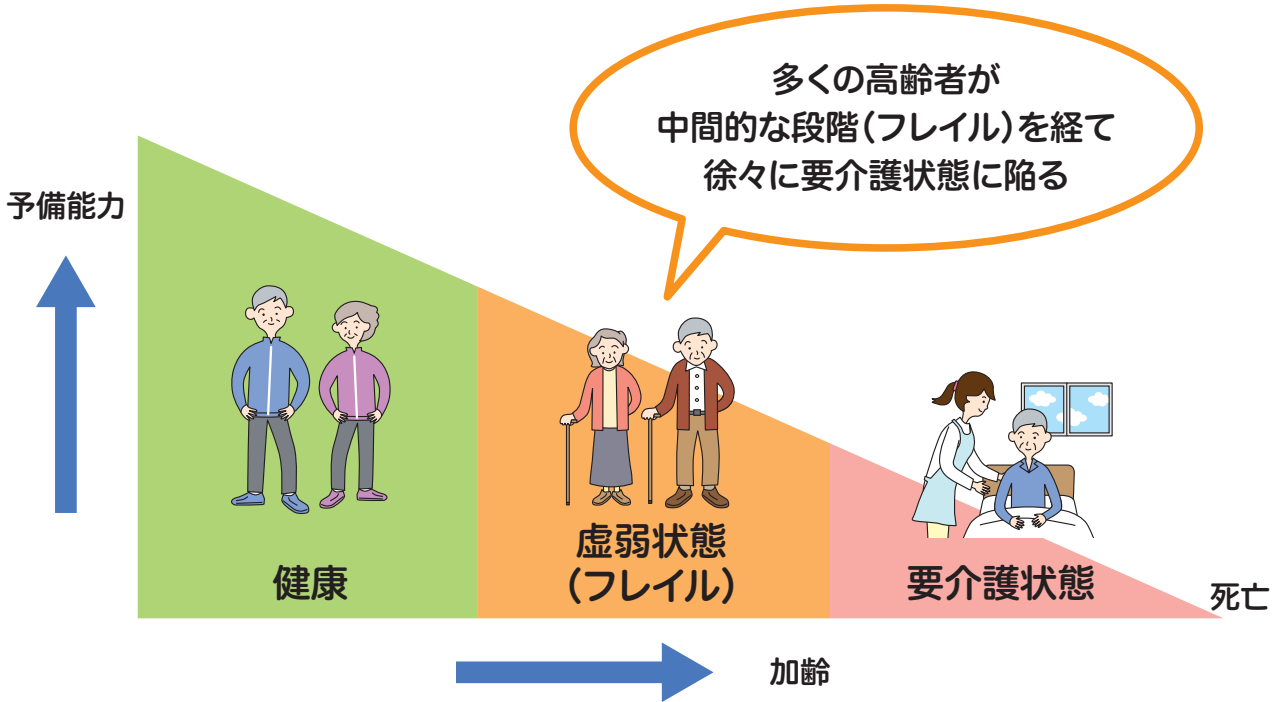 多くの高齢者が
中間的な段階(フレイル)を経て
徐々に要介護状態に陥る
予備能力
健康
虚弱状態
(フレイル)
要介護状態
死亡
加齢